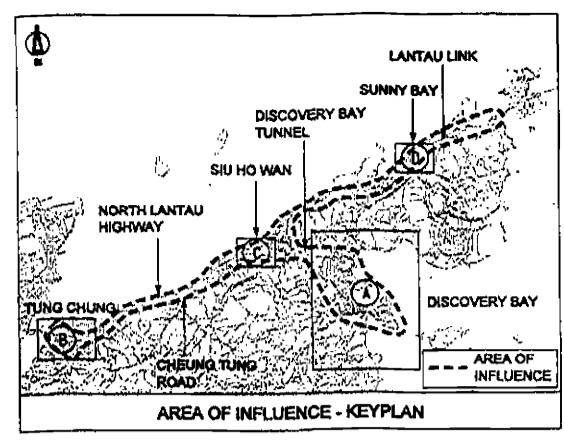 N
LANTAU LINK
SUNNY BAY
DISCOVERY BAY
TUNNEL
D
SIU HO WAN
NORTH LANTAU
HIGHWAY
C
A
TUNG CHUNG
DISCOVERY BAY
B
CHEUNG TUNG
ROAD
AREA OF
INFLUENCE
AREA OF INFLUENCE - KEYPLAN